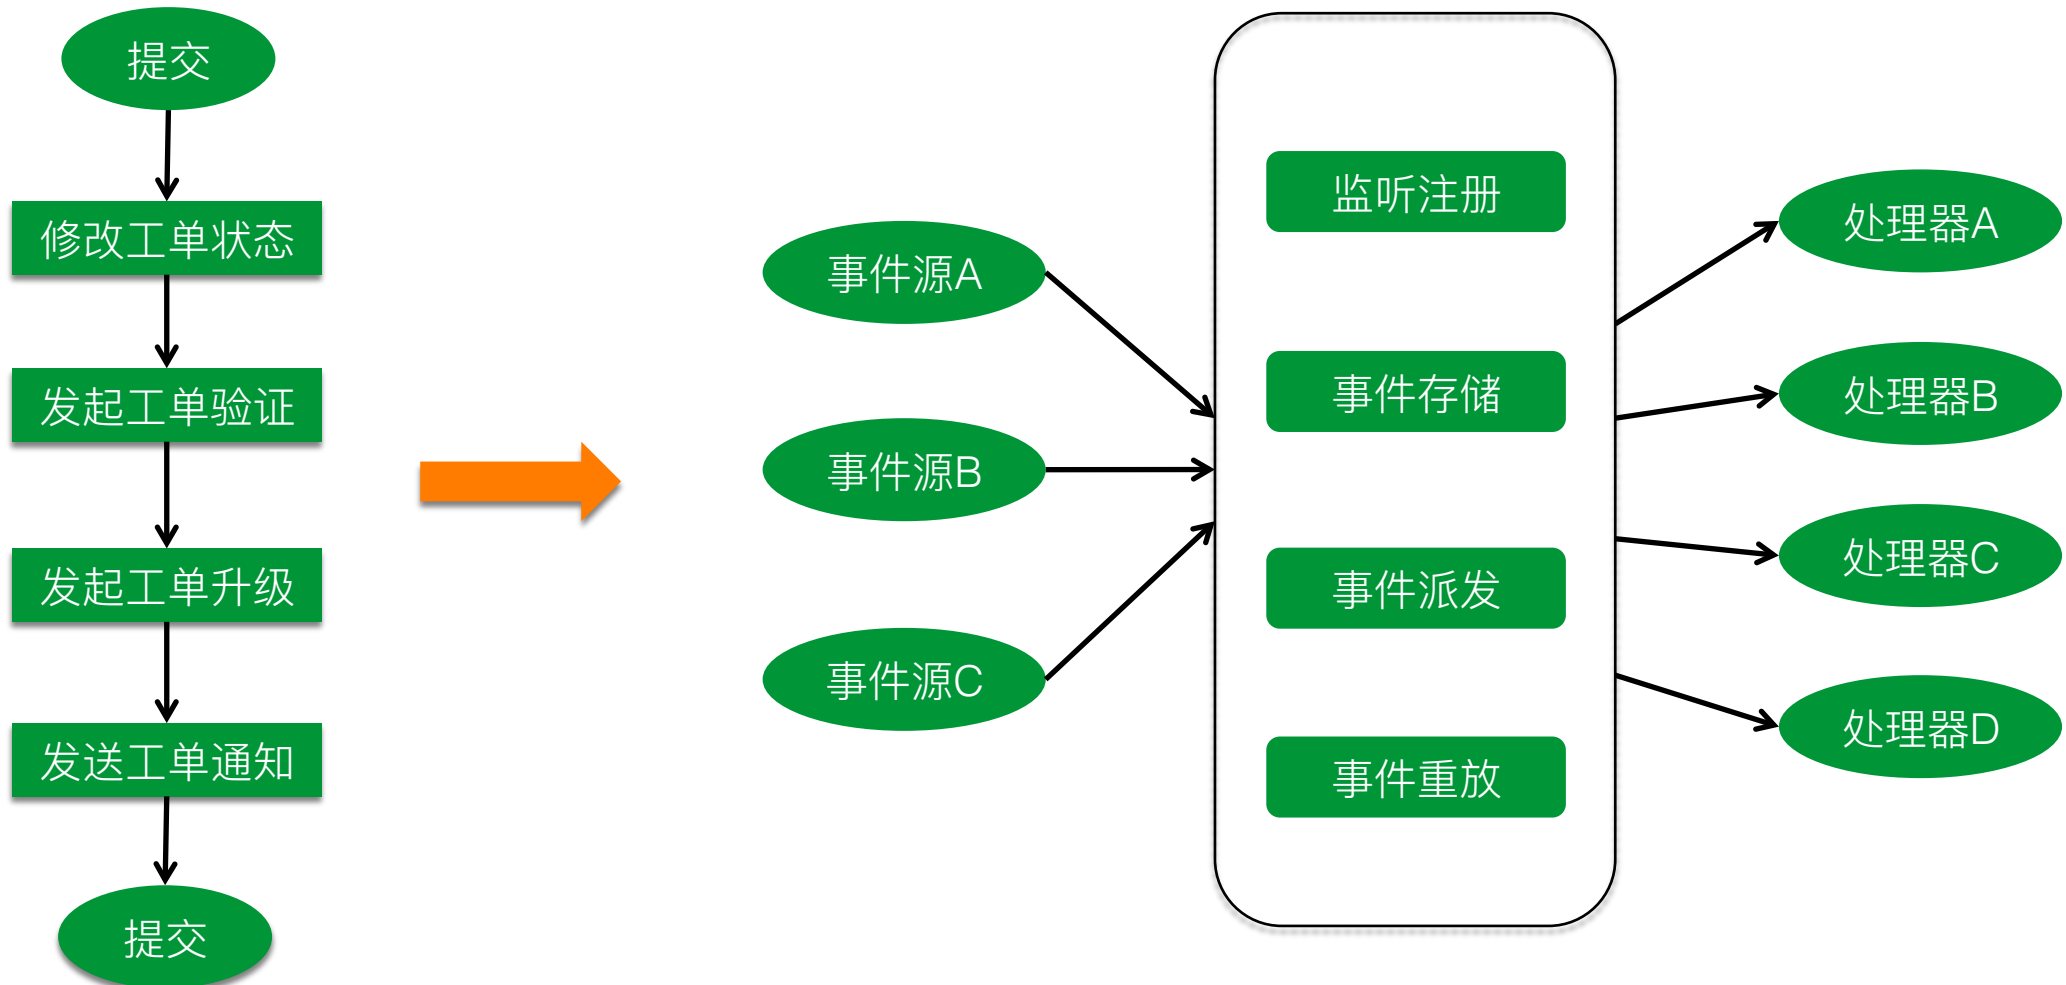 提交
修改工单状态
发起工单验证
发起工单升级
发送工单通知
提交
事件源A
事件源B
事件源C
监听注册
事件存储
事件派发
事件重放
处理器A
处理器B
处理器C
处理器D